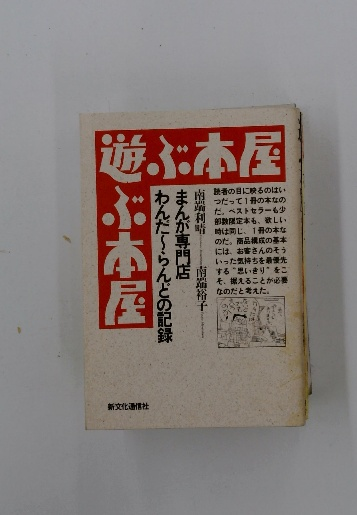 遊ぶ本屋
ぶ本屋
読者の目に映るのはい
つだって1冊の本なの
だ。ベストセラーも少
部数限定本も、欲しい
時は同じ、1冊の本な
のだ。商品構成の基本
には、お客さんのそう
いった気持ちを最優先
する“思いきり”をこ
そ、据えることが必要
なのだと考えた。
南端利晴
南端裕子
まんが専門店
わんだ〜らんどの記録
新文化通信社